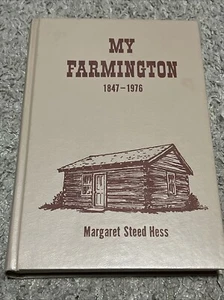 MY
FARMINGTON
1847-1976
Margaret Steed Hess